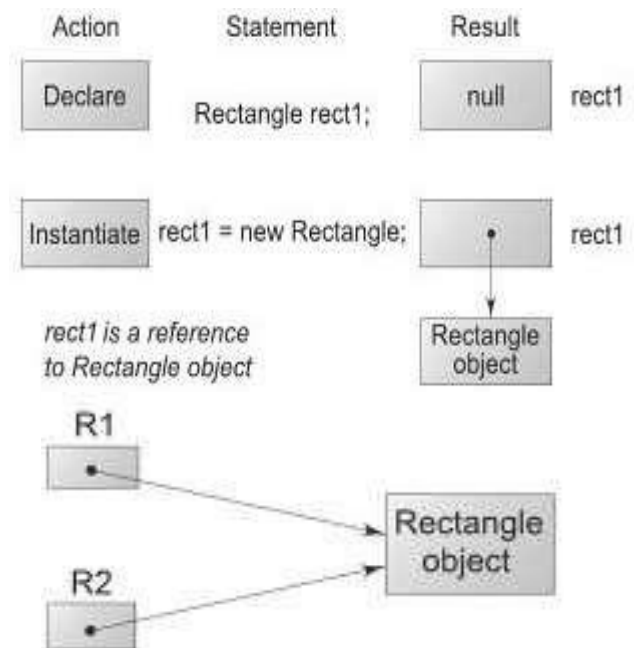 Action Statement Result
Declare Rectangle rect1; null rect1
Instantiate rect1 = new Rectangle; rect1
Rectangle
object
rect1 is a reference
to Rectangle object
R1
Rectangle
object
R2